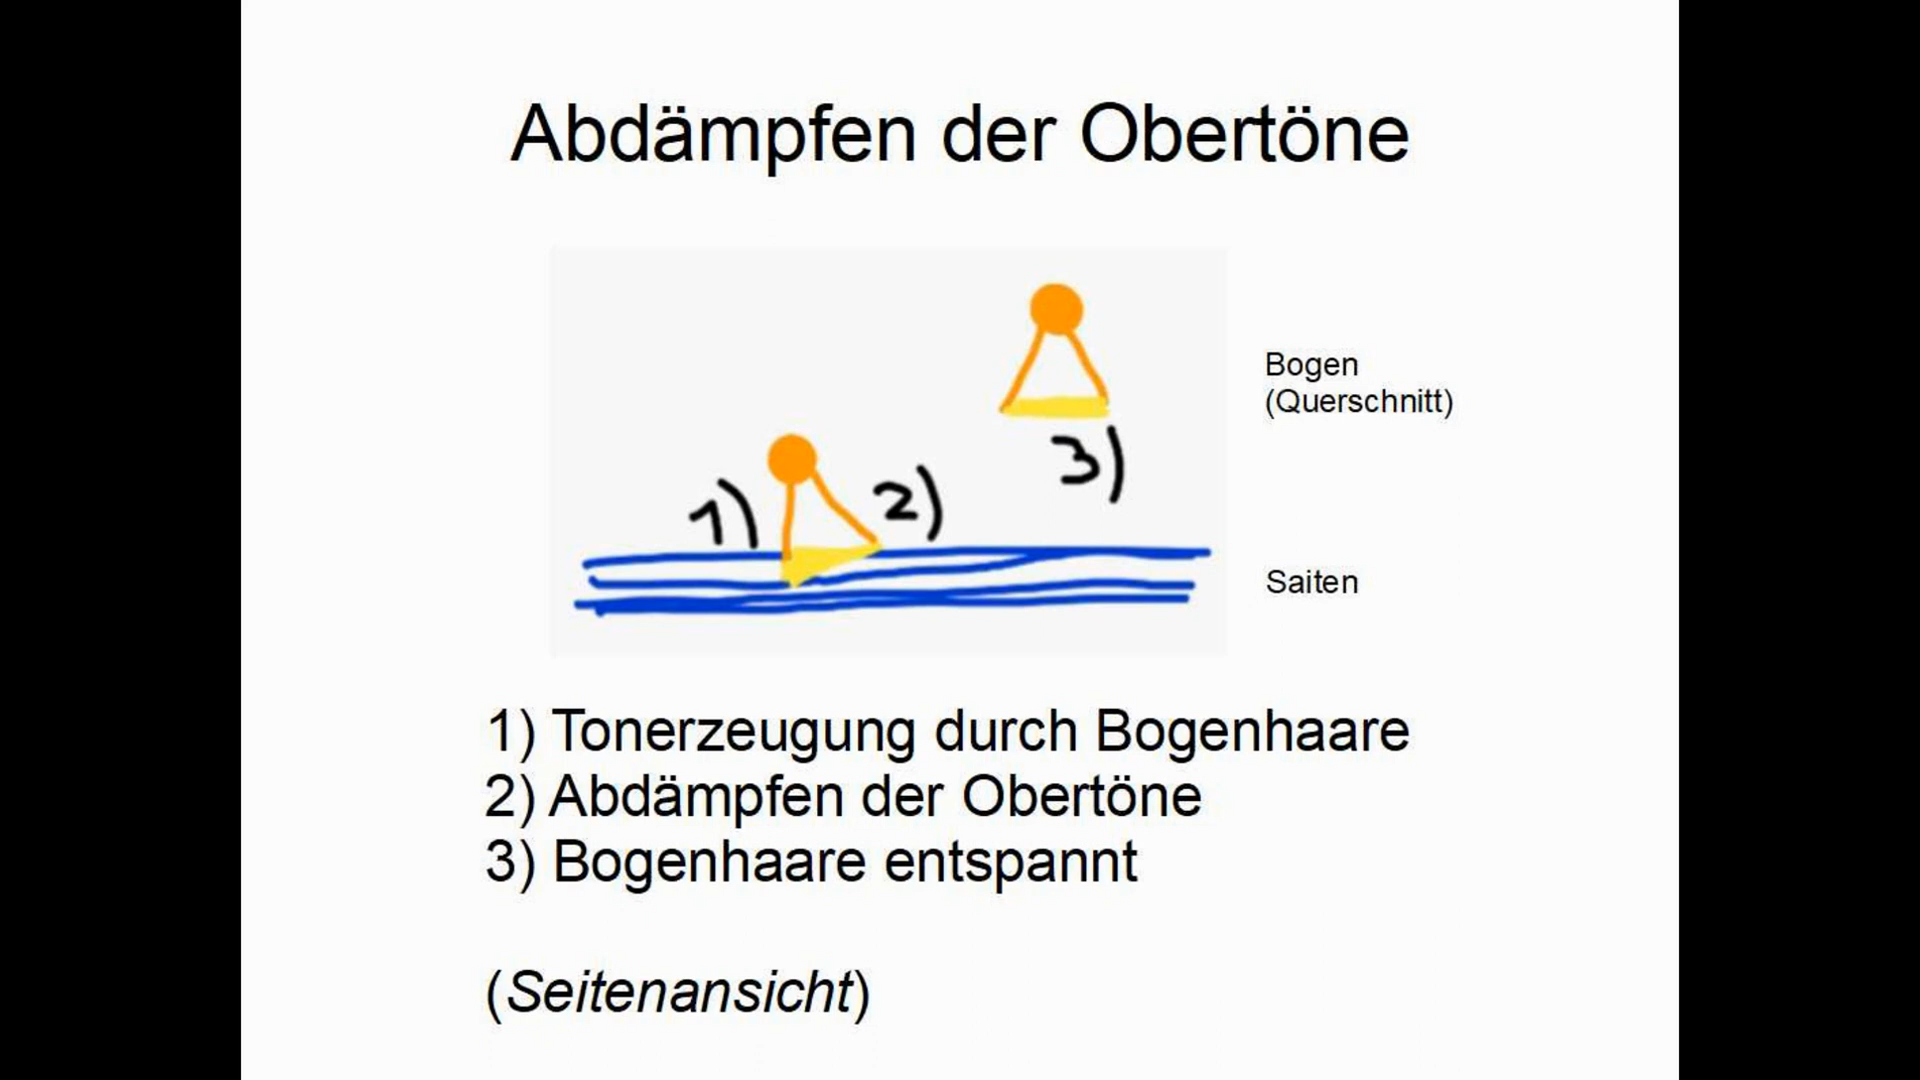 Abdämpfen der Obertöne
Bogen
(Querschnitt)
3)
1)
2)
Saiten
1) Tonerzeugung durch Bogenhaare
2) Abdämpfen der Obertöne
3) Bogenhaare entspannt
(Seitenansicht)